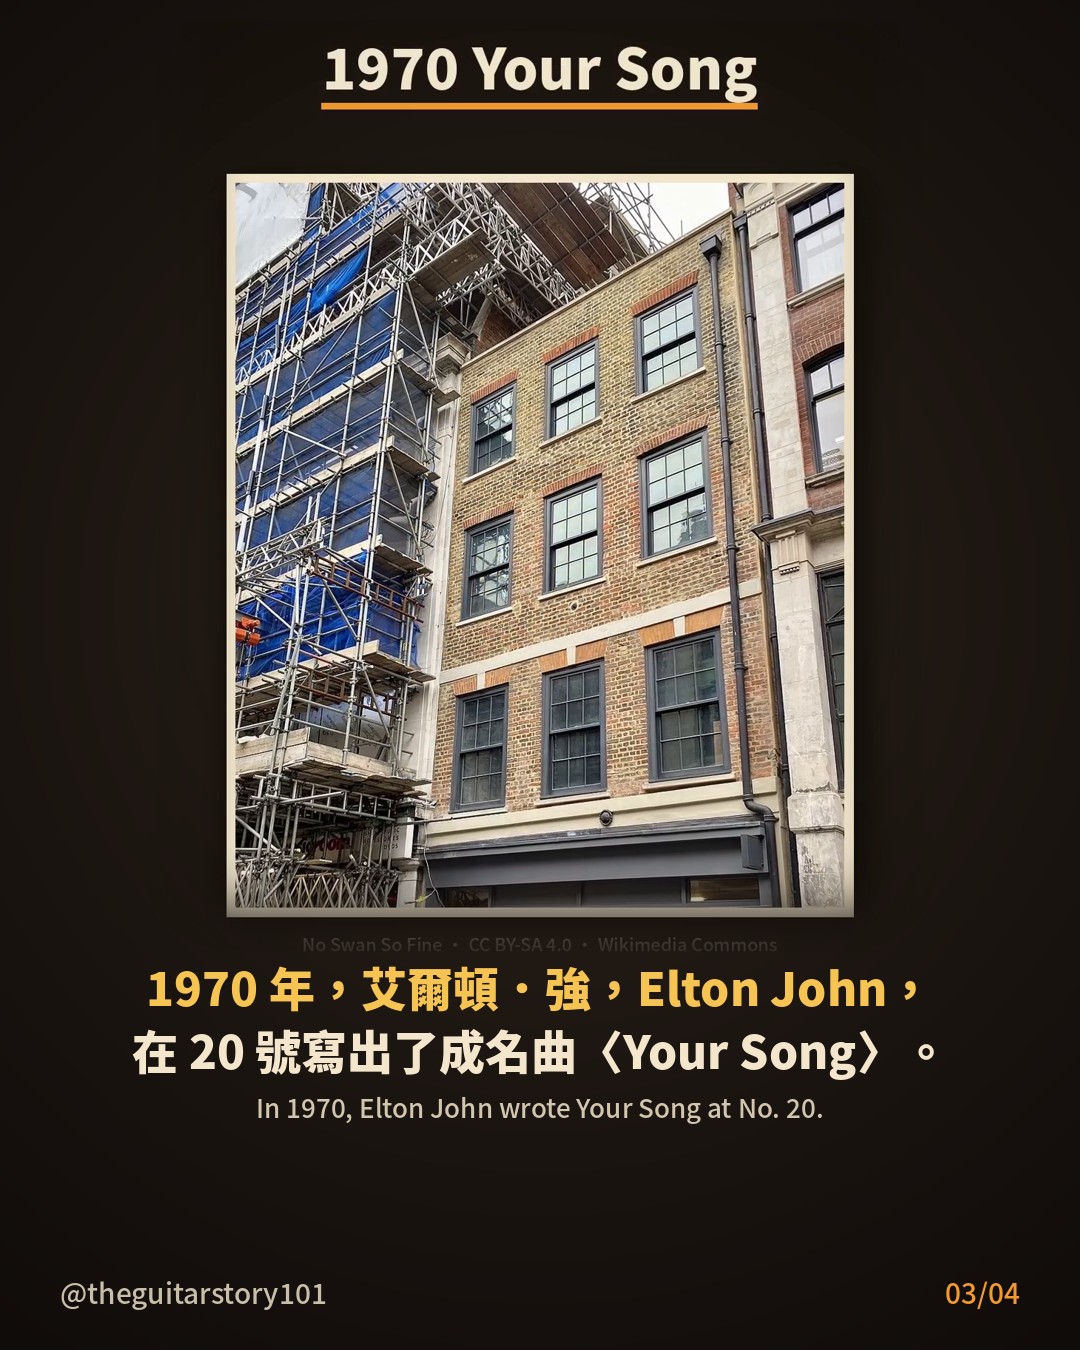 1970 Your Song
No Swan So Fine • CC BY-SA 4.0 • Wikimedia Commons
1970 年，艾爾頓・強，Elton John，
在 20 號寫出了成名曲〈Your Song〉。
In 1970, Elton John wrote Your Song at No. 20.
@theguitarstory101
03/04